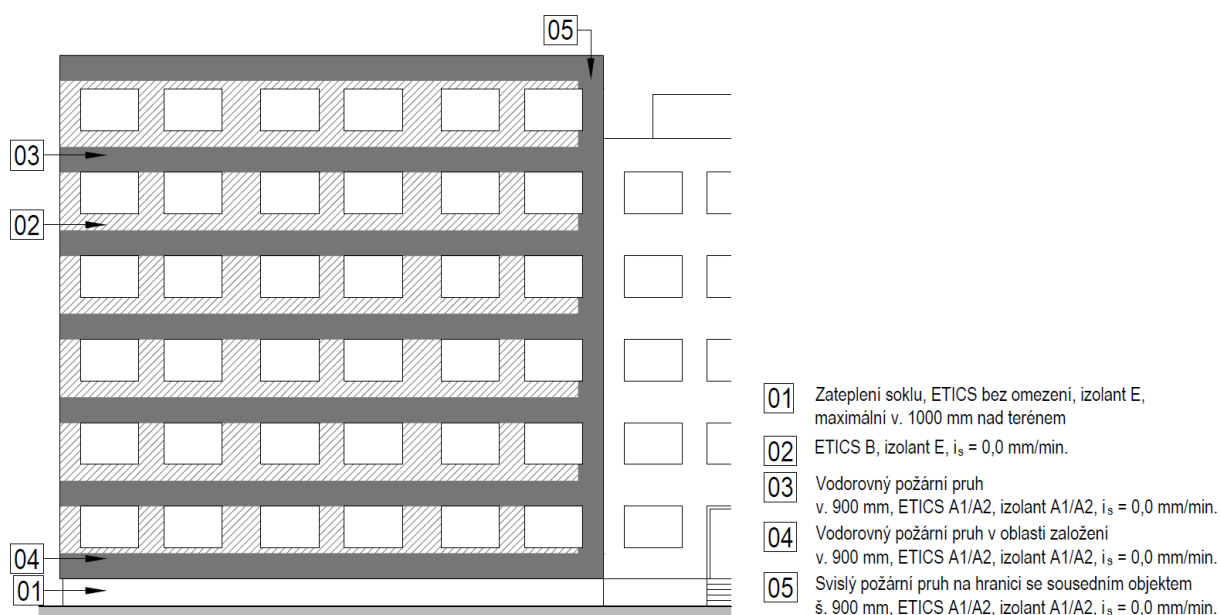 05
03
02
04
01
01 Zateplení soklu, ETICS bez omezení, izolant E,
maximální v. 1000 mm nad terénem
02 ETICS B, izolant E, iₛ = 0,0 mm/min.
03 Vodorovný požární pruh
v. 900 mm, ETICS A1/A2, izolant A1/A2, iₛ = 0,0 mm/min.
04 Vodorovný požární pruh v oblasti založení
v. 900 mm, ETICS A1/A2, izolant A1/A2, iₛ = 0,0 mm/min.
05 Svislý požární pruh na hranici se sousedním objektem
š. 900 mm, ETICS A1/A2, izolant A1/A2, iₛ = 0,0 mm/min.